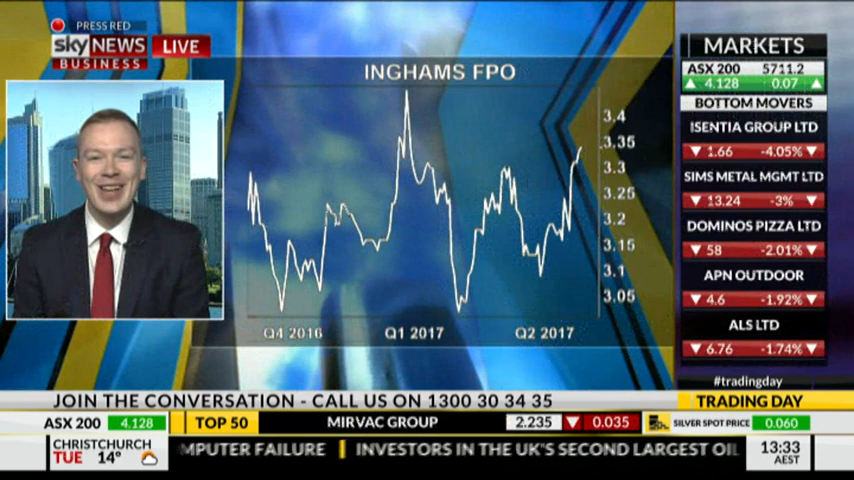 PRESS RED
sky NEWS LIVE
BUSINESS
INGHAMS FPO
3.4
3.35
3.3
3.25
3.2
3.15
3.1
3.05
Q4 2016 Q1 2017 Q2 2017
MARKETS
ASX 200 5711.2
▲ 4.128 0.07 ▲
BOTTOM MOVERS
ISENTIA GROUP LTD
▼ 1.66 -4.05% ▼
SIMS METAL MGMT LTD
▼ 13.24 -3% ▼
DOMINOS PIZZA LTD
▼ 58 -2.01% ▼
APN OUTDOOR
▼ 4.6 -1.92% ▼
ALS LTD
▼ 6.76 -1.74% ▼
#tradingday
JOIN THE CONVERSATION - CALL US ON 1300 30 34 35 TRADING DAY
ASX 200 4.128 TOP 50 MIRVAC GROUP 2.235 ▼ 0.035 SILVER SPOT PRICE 0.060
CHRISTCHURCH
TUE 14°
MPUTER FAILURE | INVESTORS IN THE UK'S SECOND LARGEST OIL
13:33
AEST